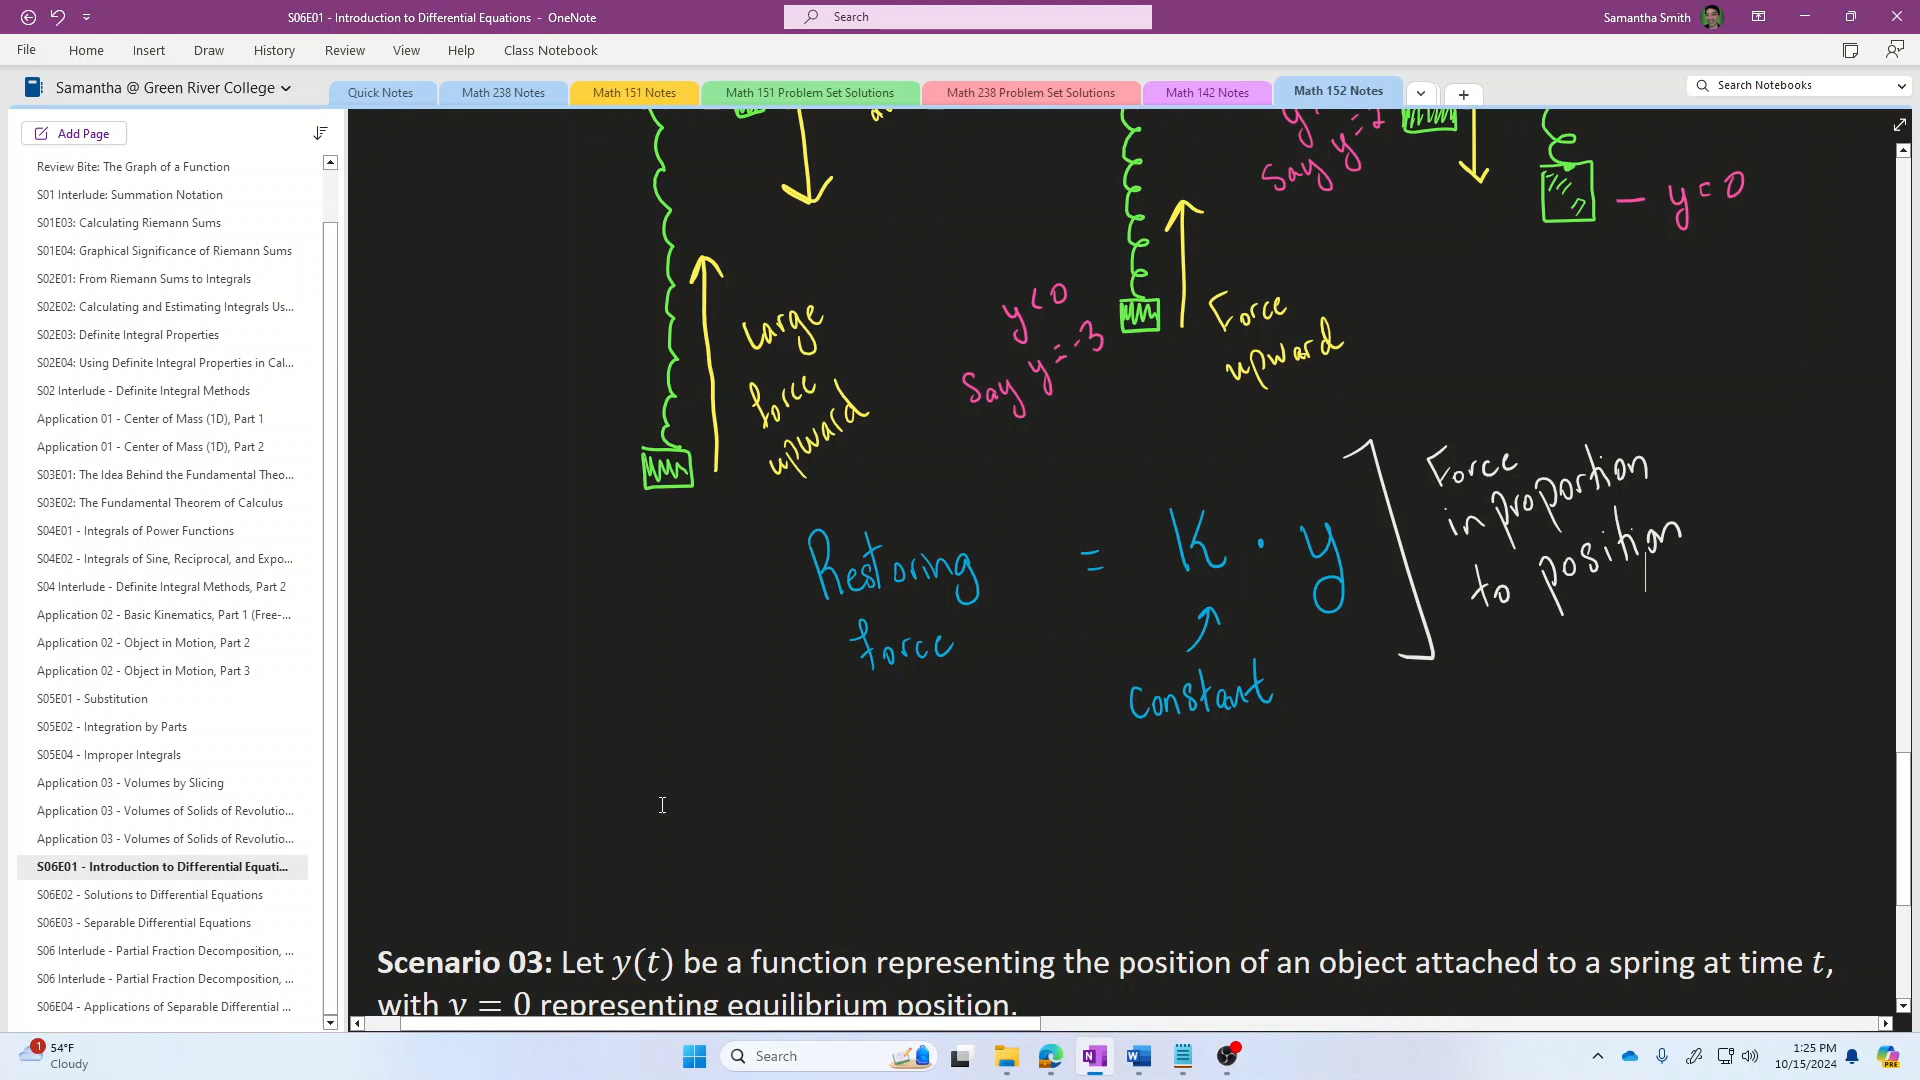 S06E01 - Introduction to Differential Equations - OneNote
Search
Samantha Smith
File Home Insert Draw History Review View Help Class Notebook
Samantha @ Green River College
Quick Notes
Math 238 Notes
Math 151 Notes
Math 151 Problem Set Solutions
Math 238 Problem Set Solutions
Math 142 Notes
Math 152 Notes
Search Notebooks
Add Page
Review Bite: The Graph of a Function
S01 Interlude: Summation Notation
S01E03: Calculating Riemann Sums
S01E04: Graphical Significance of Riemann Sums
S02E01: From Riemann Sums to Integrals
S02E02: Calculating and Estimating Integrals Us...
S02E03: Definite Integral Properties
S02E04: Using Definite Integral Properties in Cal...
S02 Interlude - Definite Integral Methods
Application 01 - Center of Mass (1D), Part 1
Application 01 - Center of Mass (1D), Part 2
S03E01: The Idea Behind the Fundamental Theo...
S03E02: The Fundamental Theorem of Calculus
S04E01 - Integrals of Power Functions
S04E02 - Integrals of Sine, Reciprocal, and Expo...
S04 Interlude - Definite Integral Methods, Part 2
Application 02 - Basic Kinematics, Part 1 (Free-...
Application 02 - Object in Motion, Part 2
Application 02 - Object in Motion, Part 3
S05E01 - Substitution
S05E02 - Integration by Parts
S05E04 - Improper Integrals
Application 03 - Volumes by Slicing
Application 03 - Volumes of Solids of Revolutio...
Application 03 - Volumes of Solids of Revolutio...
S06E01 - Introduction to Differential Equati...
S06E02 - Solutions to Differential Equations
S06E03 - Separable Differential Equations
S06 Interlude - Partial Fraction Decomposition, ...
S06 Interlude - Partial Fraction Decomposition, ...
S06E04 - Applications of Separable Differential ...
Say y=2
- y=0
Large
force
upward
y<0
Say y=-3
Force
upward
Restoring = K · y
force
Constant
Force
in proportion
to position
Scenario 03: Let y(t) be a function representing the position of an object attached to a spring at time t,
with y = 0 representing equilibrium position.
1
54°F
Cloudy
Search
1:25 PM
10/15/2024
PRE